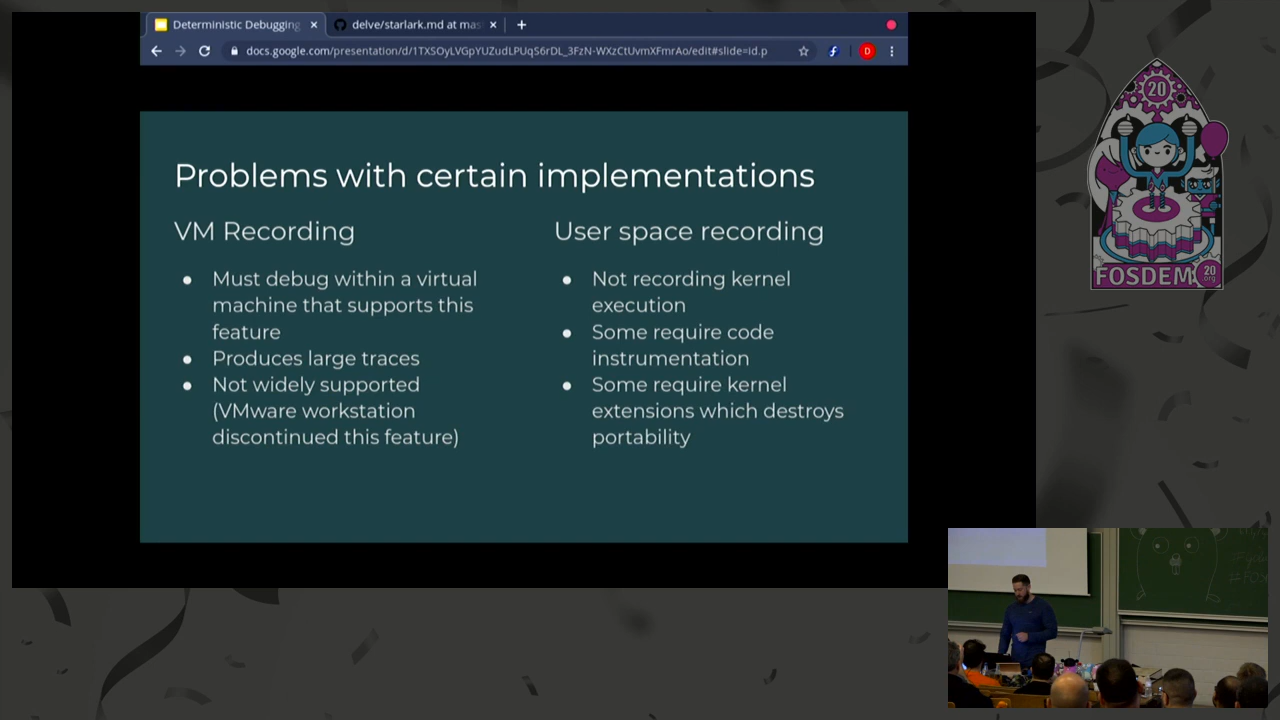 Deterministic Debugging
delve/starlark.md at mas
docs.google.com/presentation/d/1TXSOyLVGpYUZudLPUqS6rDL_3FzN-WXzCtUvmXFmrAo/edit#slide=id.p
D
Problems with certain implementations
VM Recording
● Must debug within a virtual
machine that supports this
feature
● Produces large traces
● Not widely supported
(VMware workstation
discontinued this feature)
User space recording
● Not recording kernel
execution
● Some require code
instrumentation
● Some require kernel
extensions which destroys
portability
20
FOSDEM 20
.org